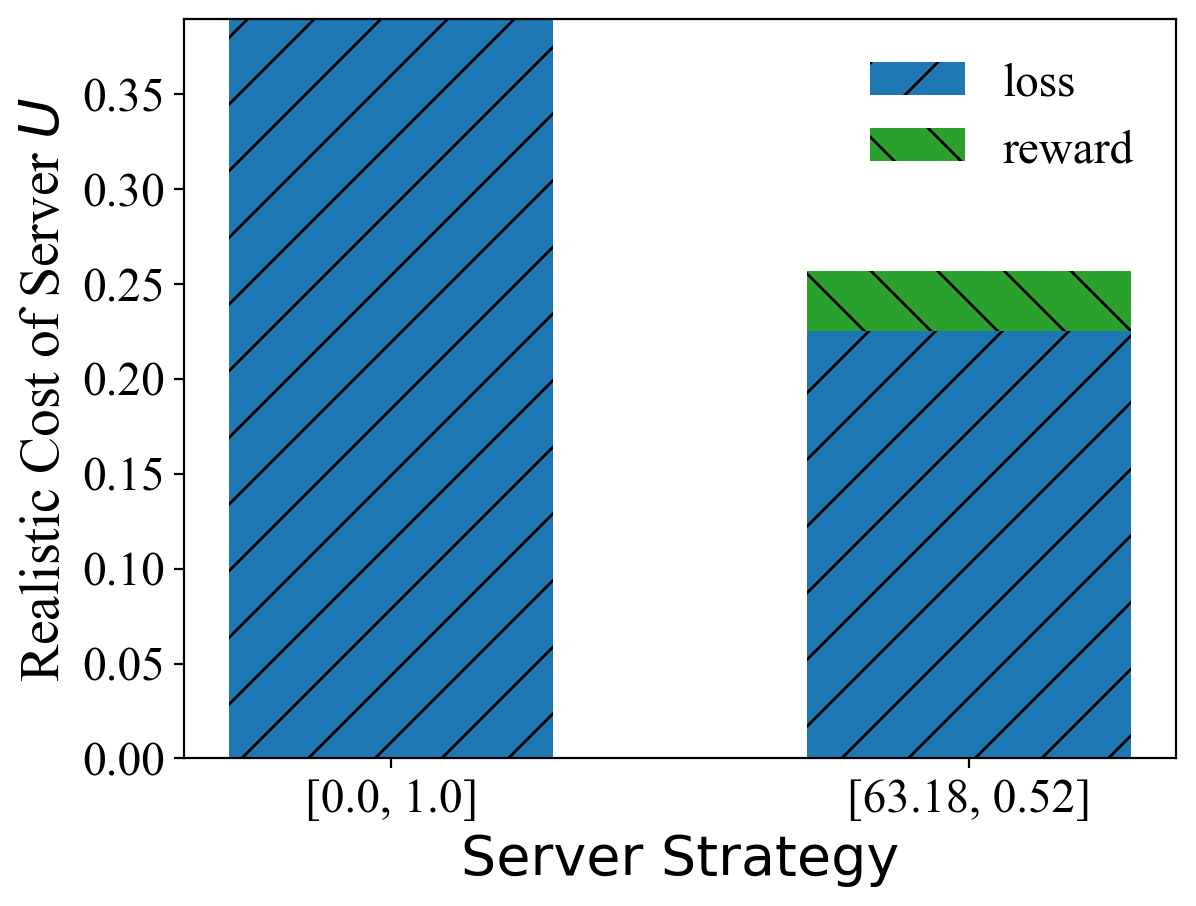 Realistic Cost of Server U
0.35
0.30
0.25
0.20
0.15
0.10
0.05
0.00
loss
reward
[0.0, 1.0]
[63.18, 0.52]
Server Strategy